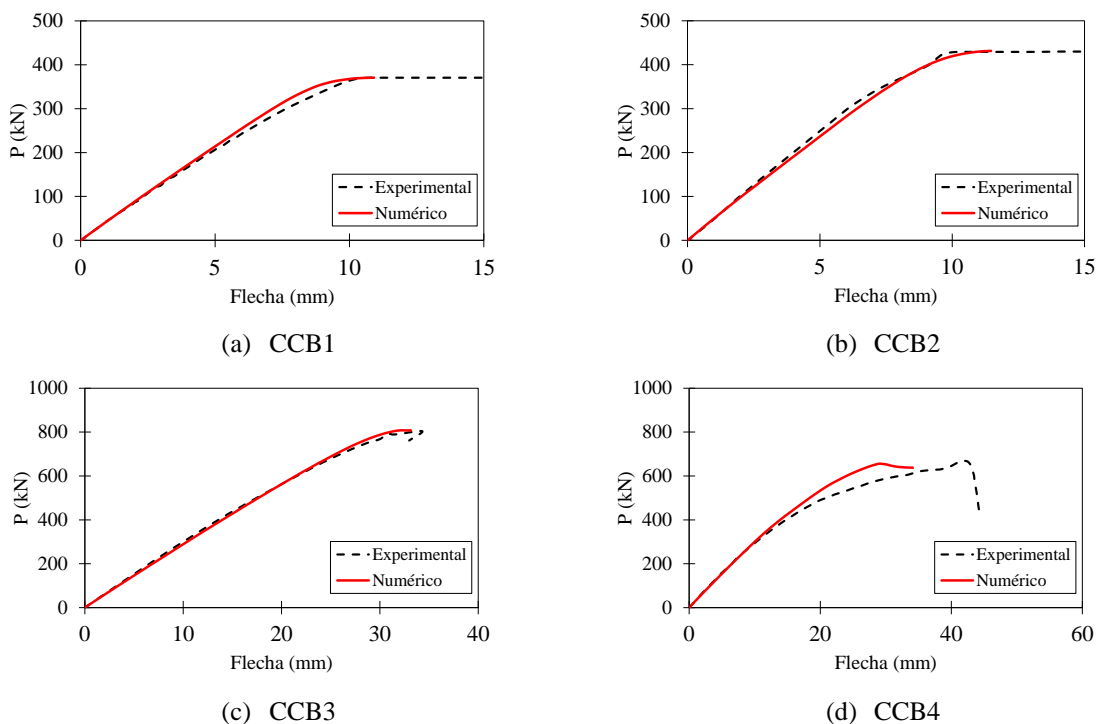 500
400
300
200
100
0
P (kN)
0 5 10 15
Flecha (mm)
Experimental
Numérico
(a) CCB1
500
400
300
200
100
0
P (kN)
0 5 10 15
Flecha (mm)
Experimental
Numérico
(b) CCB2
1000
800
600
400
200
0
P (kN)
0 10 20 30 40
Flecha (mm)
Experimental
Numérico
(c) CCB3
1000
800
600
400
200
0
P (kN)
0 20 40 60
Flecha (mm)
Experimental
Numérico
(d) CCB4